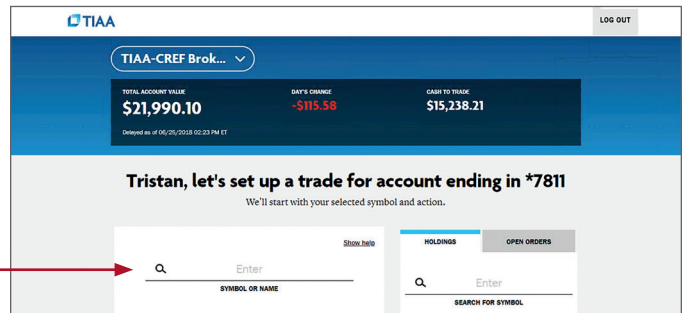 TIAA
LOG OUT
TIAA-CREF Brok...
TOTAL ACCOUNT VALUE
$21,990.10
Delayed as of 06/25/2018 02:23 PM ET
DAY'S CHANGE
-$115.58
CASH TO TRADE
$15,238.21
Tristan, let's set up a trade for account ending in *7811
We'll start with your selected symbol and action.
Show help
Enter
SYMBOL OR NAME
HOLDINGS
OPEN ORDERS
Enter
SEARCH FOR SYMBOL